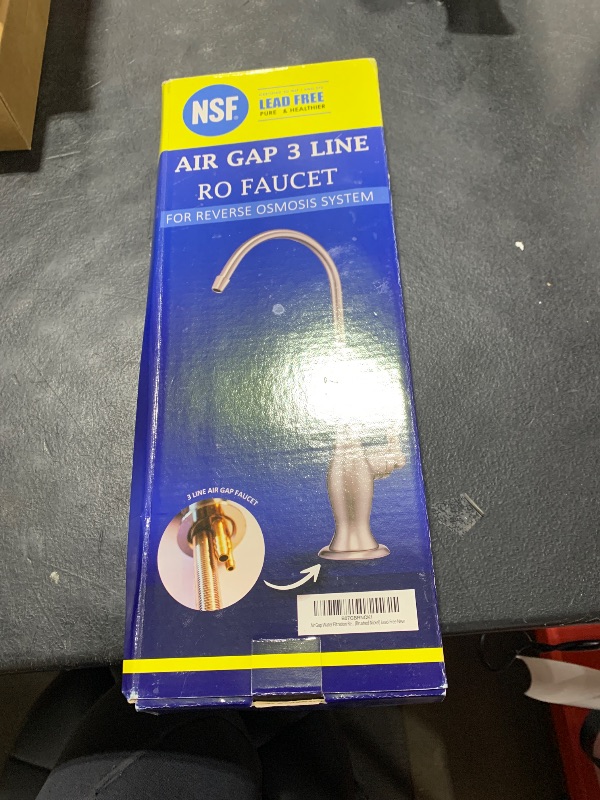 NSF
LEAD FREE
PURE & HEALTHIER
AIR GAP 3 LINE
RO FAUCET
FOR REVERSE OSMOSIS SYSTEM
3 LINE AIR GAP FAUCET